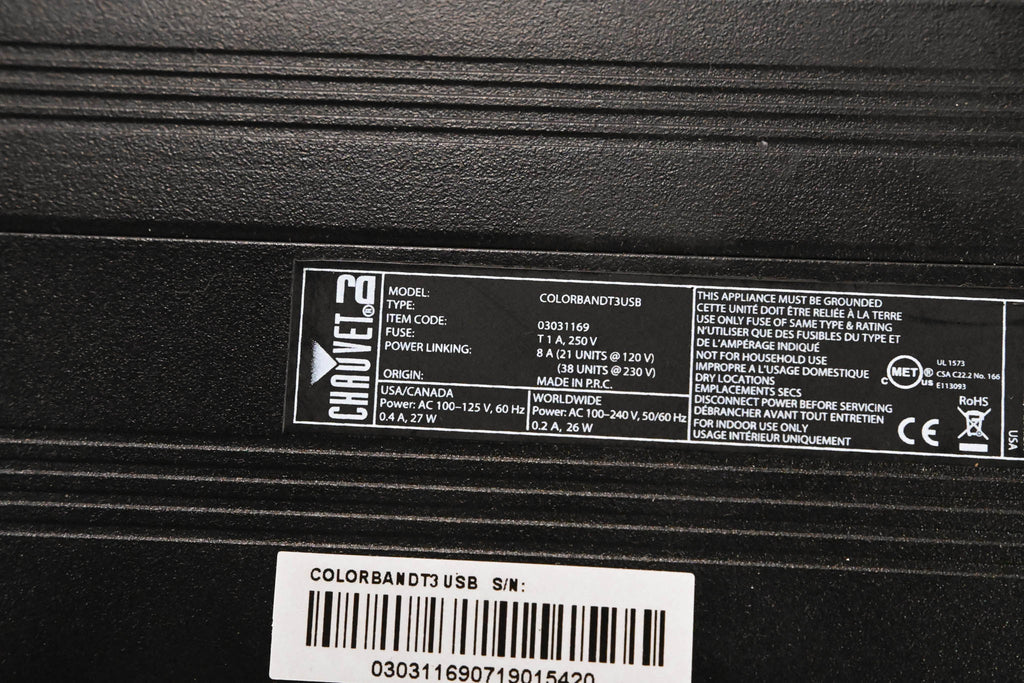 CHAUVET®
MODEL: COLORBANDT3USB
TYPE:
ITEM CODE: 03031169
FUSE: T 1 A, 250 V
POWER LINKING: 8 A (21 UNITS @ 120 V)
(38 UNITS @ 230 V)
ORIGIN: MADE IN P.R.C.
USA/CANADA
Power: AC 100–125 V, 60 Hz
0.4 A, 27 W
WORLDWIDE
Power: AC 100–240 V, 50/60 Hz
0.2 A, 26 W
THIS APPLIANCE MUST BE GROUNDED
CETTE UNITÉ DOIT ÊTRE RELIÉE À LA TERRE
USE ONLY FUSE OF SAME TYPE & RATING
N'UTILISER QUE DES FUSIBLES DU TYPE ET
DE L'AMPÉRAGE INDIQUÉ
NOT FOR HOUSEHOLD USE
IMPROPRE A L'USAGE DOMESTIQUE
DRY LOCATIONS
EMPLACEMENTS SECS
DISCONNECT POWER BEFORE SERVICING
DÉBRANCHER AVANT TOUT ENTRETIEN
FOR INDOOR USE ONLY
USAGE INTÉRIEUR UNIQUEMENT
c MET® us
UL 1573
CSA C22.2 No. 166
E113093
CE
RoHS
USA
COLORBANDT3USB S/N:
030311690719015420